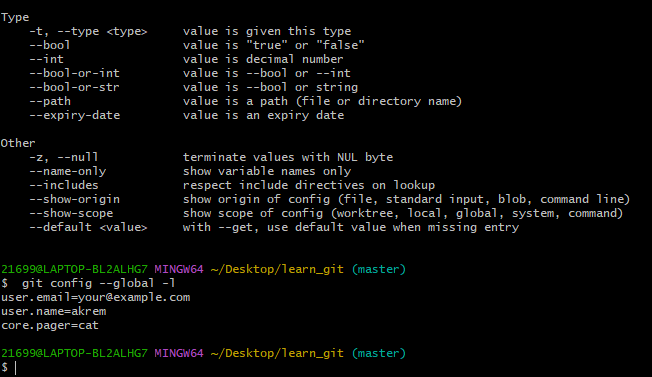 Type
    -t, --type <type>     value is given this type
    --bool                value is "true" or "false"
    --int                 value is decimal number
    --bool-or-int         value is --bool or --int
    --bool-or-str         value is --bool or string
    --path                value is a path (file or directory name)
    --expiry-date         value is an expiry date

Other
    -z, --null            terminate values with NUL byte
    --name-only           show variable names only
    --includes            respect include directives on lookup
    --show-origin         show origin of config (file, standard input, blob, command line)
    --show-scope          show scope of config (worktree, local, global, system, command)
    --default <value>     with --get, use default value when missing entry


21699@LAPTOP-BL2ALHG7 MINGW64 ~/Desktop/learn_git (master)
$  git config --global -l
user.email=your@example.com
user.name=akrem
core.pager=cat

21699@LAPTOP-BL2ALHG7 MINGW64 ~/Desktop/learn_git (master)
$